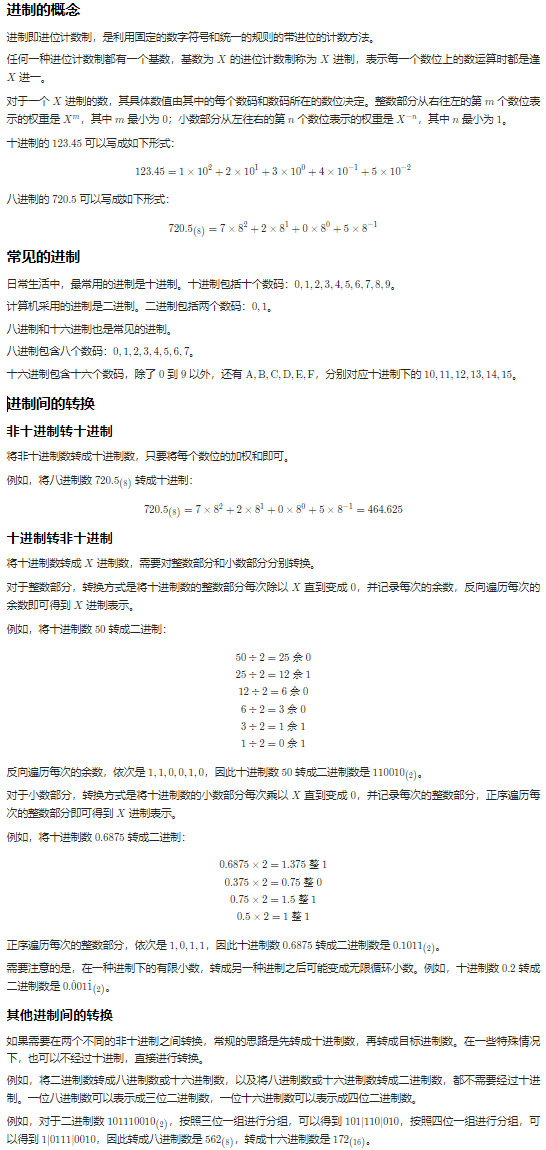 进制的概念
进制即进位计数制，是利用固定的数字符号和统一的规则的带进位的计数方法。
任何一种进位计数制都有一个基数，基数为 X 的进位计数制称为 X 进制，表示每一个数位上的数运算时都是逢
X 进一。
对于一个 X 进制的数，其具体数值由其中的每个数码和数码所在的数位决定。整数部分从右往左的第 m 个数位表
示的权重是 X^m，其中 m 最小为 0；小数部分从左往右的第 n 个数位表示的权重是 X^{-n}，其中 n 最小为 1。
十进制的 123.45 可以写成如下形式：
123.45 = 1 × 10^2 + 2 × 10^1 + 3 × 10^0 + 4 × 10^{-1} + 5 × 10^{-2}
八进制的 720.5 可以写成如下形式：
720.5_{(8)} = 7 × 8^2 + 2 × 8^1 + 0 × 8^0 + 5 × 8^{-1}
常见的进制
日常生活中，最常用的进制是十进制。十进制包括十个数码：0, 1, 2, 3, 4, 5, 6, 7, 8, 9。
计算机采用的进制是二进制。二进制包括两个数码：0, 1。
八进制和十六进制也是常见的进制。
八进制包含八个数码：0, 1, 2, 3, 4, 5, 6, 7。
十六进制包含十六个数码，除了 0 到 9 以外，还有 A, B, C, D, E, F，分别对应十进制下的 10, 11, 12, 13, 14, 15。
进制间的转换
非十进制转十进制
将非十进制数转成十进制数，只要将每个数位的加权和即可。
例如，将八进制数 720.5_{(8)} 转成十进制：
720.5_{(8)} = 7 × 8^2 + 2 × 8^1 + 0 × 8^0 + 5 × 8^{-1} = 464.625
十进制转非十进制
将十进制数转成 X 进制数，需要对整数部分和小数部分分别转换。
对于整数部分，转换方式是将十进制数的整数部分每次除以 X 直到变成 0，并记录每次的余数，反向遍历每次的
余数即可得到 X 进制表示。
例如，将十进制数 50 转成二进制：
50 ÷ 2 = 25 余 0
25 ÷ 2 = 12 余 1
12 ÷ 2 = 6 余 0
6 ÷ 2 = 3 余 0
3 ÷ 2 = 1 余 1
1 ÷ 2 = 0 余 1
反向遍历每次的余数，依次是 1, 1, 0, 0, 1, 0，因此十进制数 50 转成二进制数是 110010_{(2)}。
对于小数部分，转换方式是将十进制数的小数部分每次乘以 X 直到变成 0，并记录每次的整数部分，正序遍历每
次的整数部分即可得到 X 进制表示。
例如，将十进制数 0.6875 转成二进制：
0.6875 × 2 = 1.375 整 1
0.375 × 2 = 0.75 整 0
0.75 × 2 = 1.5 整 1
0.5 × 2 = 1 整 1
正序遍历每次的整数部分，依次是 1, 0, 1, 1，因此十进制数 0.6875 转成二进制数是 0.1011_{(2)}。
需要注意的是，在一种进制下的有限小数，转成另一种进制之后可能变成无限循环小数。例如，十进制数 0.2 转成
二进制数是 0.0̇011̇_{(2)}。
其他进制间的转换
如果需要在两个不同的非十进制之间转换，常规的思路是先转成十进制数，再转成目标进制数。在一些特殊情况
下，也可以不经过十进制，直接进行转换。
例如，将二进制数转成八进制数或十六进制数，以及将八进制数或十六进制数转成二进制数，都不需要经过十进
制。一位八进制数可以表示成三位二进制数，一位十六进制数可以表示成四位二进制数。
例如，对于二进制数 101110010_{(2)}，按照三位一组进行分组，可以得到 101|110|010，按照四位一组进行分组，可
以得到 1|0111|0010，因此转成八进制数是 562_{(8)}，转成十六进制数是 172_{(16)}。